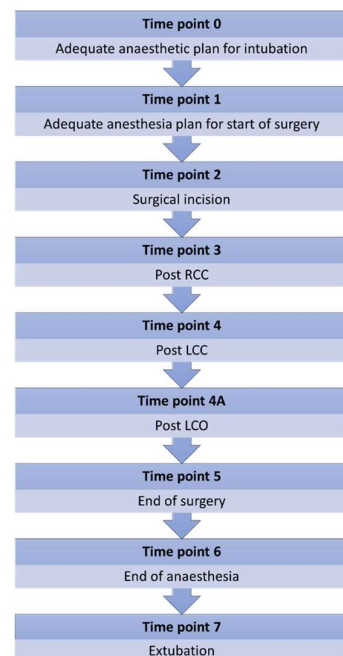 Time point 0
Adequate anaesthetic plan for intubation
Time point 1
Adequate anesthesia plan for start of surgery
Time point 2
Surgical incision
Time point 3
Post RCC
Time point 4
Post LCC
Time point 4A
Post LCO
Time point 5
End of surgery
Time point 6
End of anaesthesia
Time point 7
Extubation